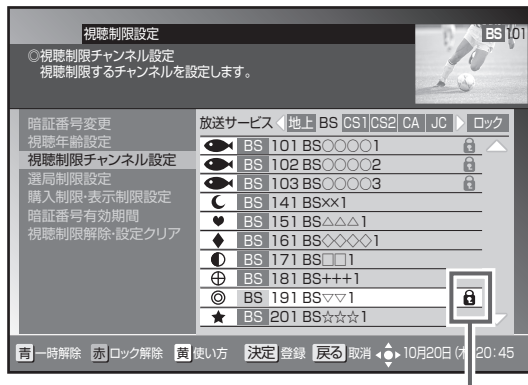 視聴制限設定
BS 101
◎視聴制限チャンネル設定
視聴制限するチャンネルを設定します。
暗証番号変更
視聴年齢設定
視聴制限チャンネル設定
選局制限設定
購入制限・表示制限設定
暗証番号有効期間
視聴制限解除・設定クリア
放送サービス 地上 BS CS1 CS2 CA JC ロック
BS 101 BS○○○○1
BS 102 BS○○○○2
BS 103 BS○○○○3
BS 141 BS××1
BS 151 BS△△△1
BS 161 BS◇◇◇◇1
BS 171 BS□□1
BS 181 BS+++1
BS 191 BS▽▽1
BS 201 BS☆☆☆1
青 一時解除 赤 ロック解除 黄 使い方 決定 登録 戻る 取消 10月20日(木)20:45